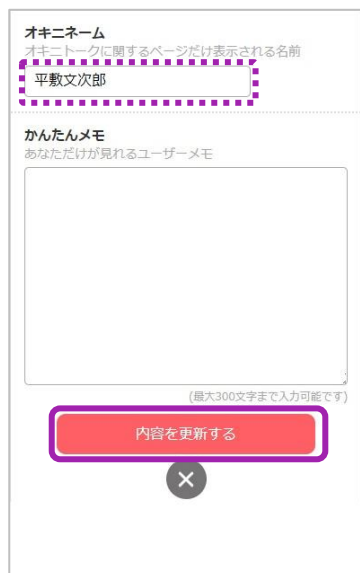 オキニネーム
オキニトークに関するページだけ表示される名前
平敷文次郎
かんたんメモ
あなただけが見れるユーザーメモ
(最大300文字まで入力可能です)
内容を更新する